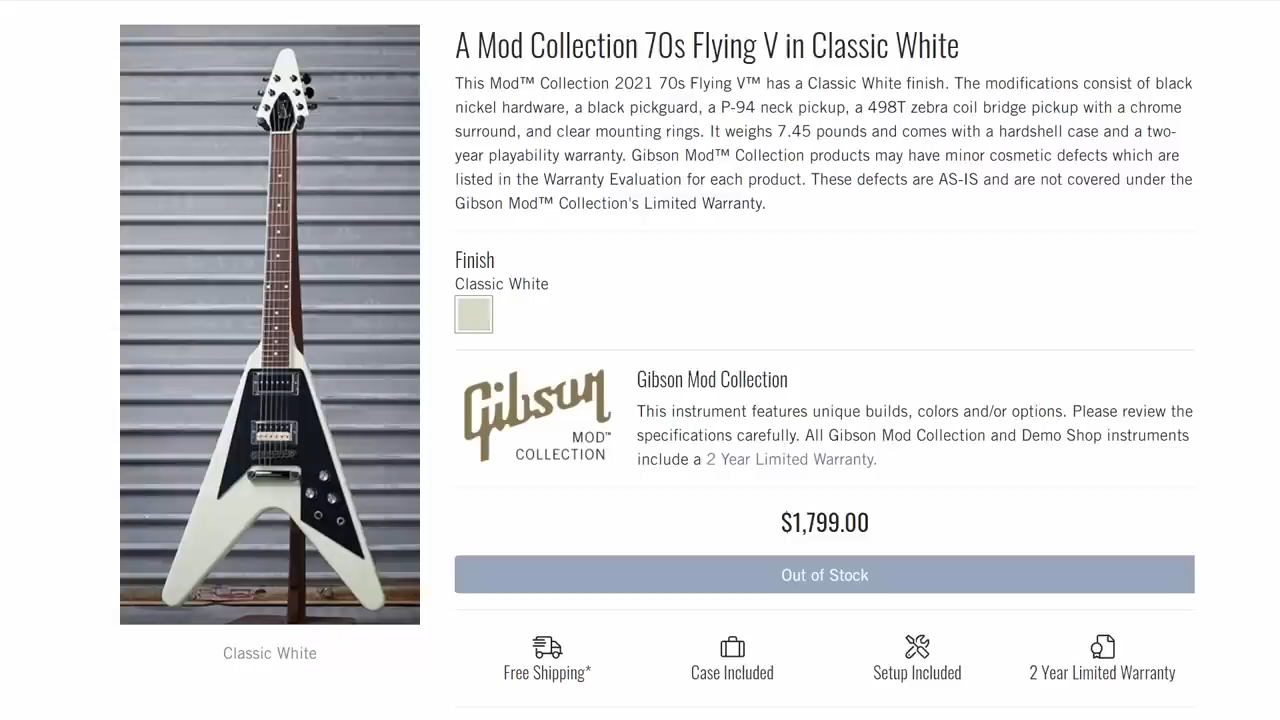 A Mod Collection 70s Flying V in Classic White
This Mod™ Collection 2021 70s Flying V™ has a Classic White finish. The modifications consist of black
nickel hardware, a black pickguard, a P-94 neck pickup, a 498T zebra coil bridge pickup with a chrome
surround, and clear mounting rings. It weighs 7.45 pounds and comes with a hardshell case and a two-
year playability warranty. Gibson Mod™ Collection products may have minor cosmetic defects which are
listed in the Warranty Evaluation for each product. These defects are AS-IS and are not covered under the
Gibson Mod™ Collection's Limited Warranty.
Finish
Classic White
Gibson
MOD™
COLLECTION
Gibson Mod Collection
This instrument features unique builds, colors and/or options. Please review the
specifications carefully. All Gibson Mod Collection and Demo Shop instruments
include a 2 Year Limited Warranty.
$1,799.00
Out of Stock
Free Shipping*
Case Included
Setup Included
2 Year Limited Warranty
Classic White